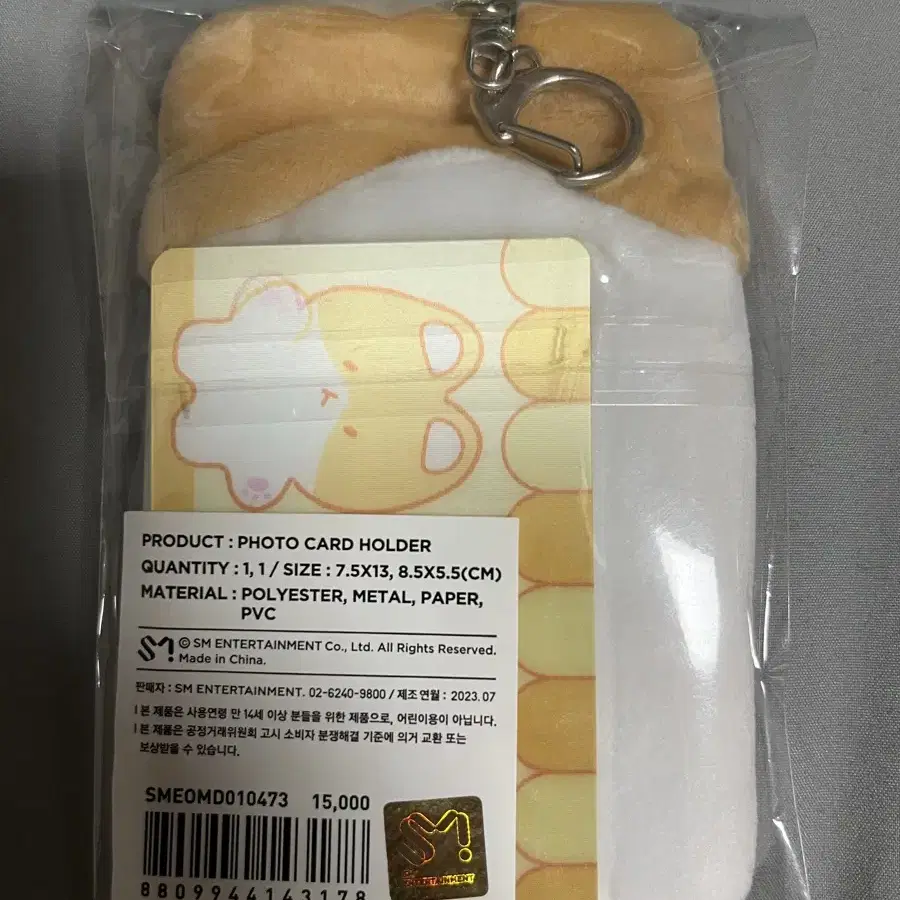 PRODUCT : PHOTO CARD HOLDER
QUANTITY : 1, 1 / SIZE : 7.5X13, 8.5X5.5(CM)
MATERIAL : POLYESTER, METAL, PAPER,
PVC
SM © SM ENTERTAINMENT Co., Ltd. All Rights Reserved.
Made in China.
판매자 : SM ENTERTAINMENT. 02-6240-9800 / 제조 연월 : 2023. 07
| 본 제품은 사용연령 만 14세 이상 분들을 위한 제품으로, 어린이용이 아닙니다.
| 본 제품은 공정거래위원회 고시 소비자 분쟁해결 기준에 의거 교환 또는
보상받을 수 있습니다.
SMEOMD010473 15,000
8809944143178
SM
ENTERTAINMENT